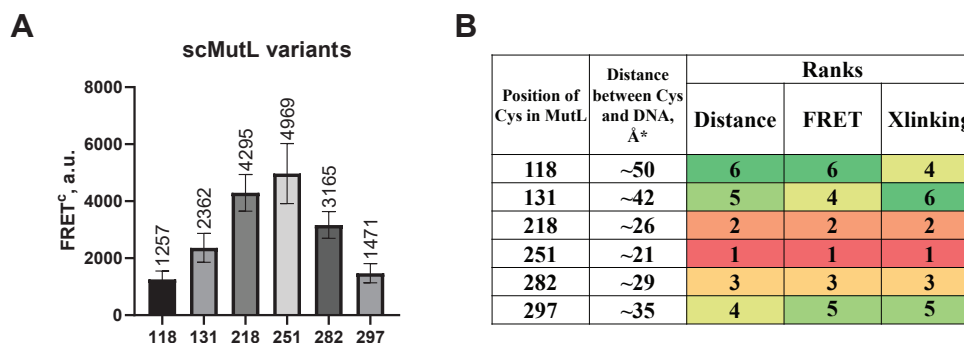 A
scMutL variants
FRETᶜ, a.u.
8000
6000
4000
2000
0
1257
2362
4295
4969
3165
1471
118 131 218 251 282 297
B
Position of Cys in MutL
Distance between Cys and DNA, Å*
Ranks
Distance FRET Xlinking
118 ~50 6 6 4
131 ~42 5 4 6
218 ~26 2 2 2
251 ~21 1 1 1
282 ~29 3 3 3
297 ~35 4 5 5